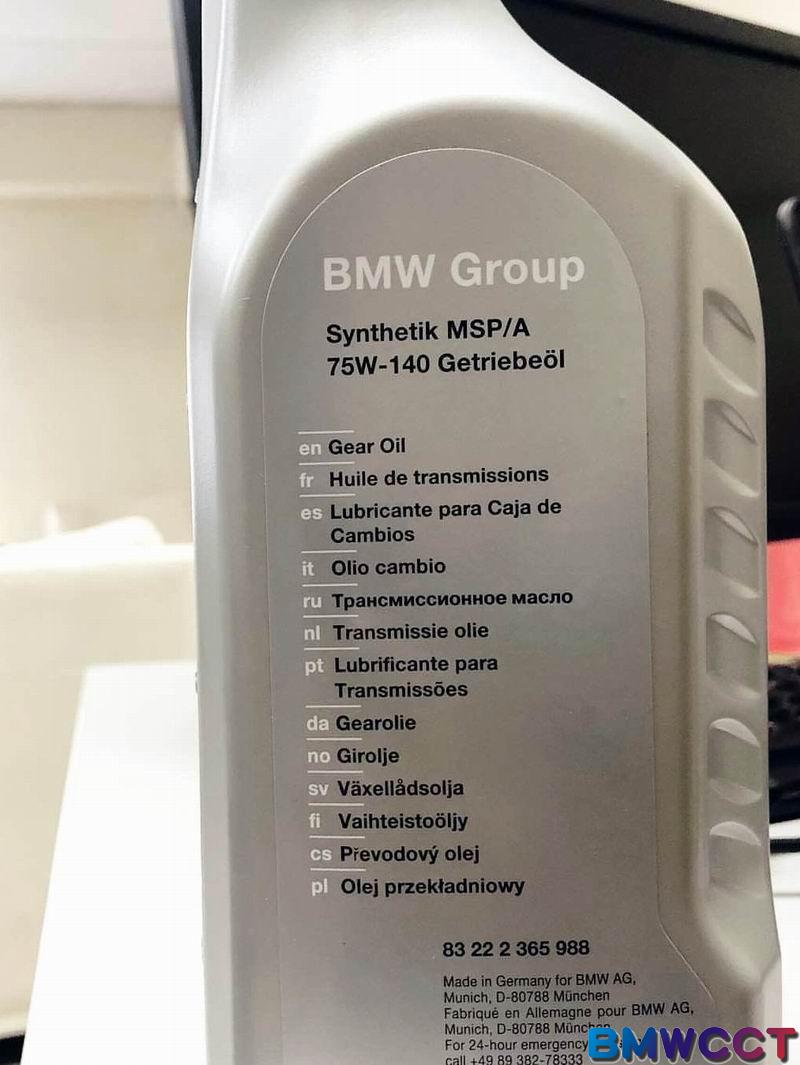 BMW Group
Synthetik MSP/A
75W-140 Getriebeöl
en Gear Oil
fr Huile de transmissions
es Lubricante para Caja de
Cambios
it Olio cambio
ru Трансмиссионное масло
nl Transmissie olie
pt Lubrificante para
Transmissões
da Gearolie
no Girolje
sv Växellådsolja
fi Vaihteistoöljy
cs Převodový olej
pl Olej przekładniowy
83 22 2 365 988
Made in Germany for BMW AG,
Munich, D-80788 München
Fabriqué en Allemagne pour BMW AG,
Munich, D-80788 München
For 24-hour emergency
call +49 89 382-78333
BMWCCT